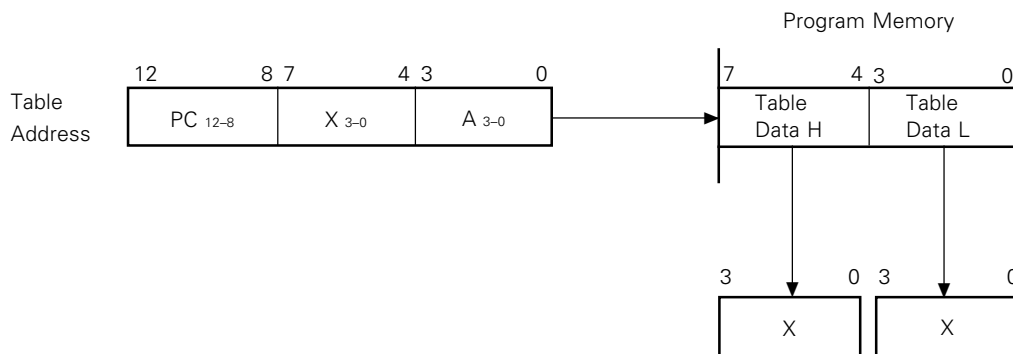 Program Memory
12 8 7 4 3 0 7 4 3 0
Table
Address
PC 12–8 X 3–0 A 3–0
Table
Data H
Table
Data L
3 0 3 0
X X